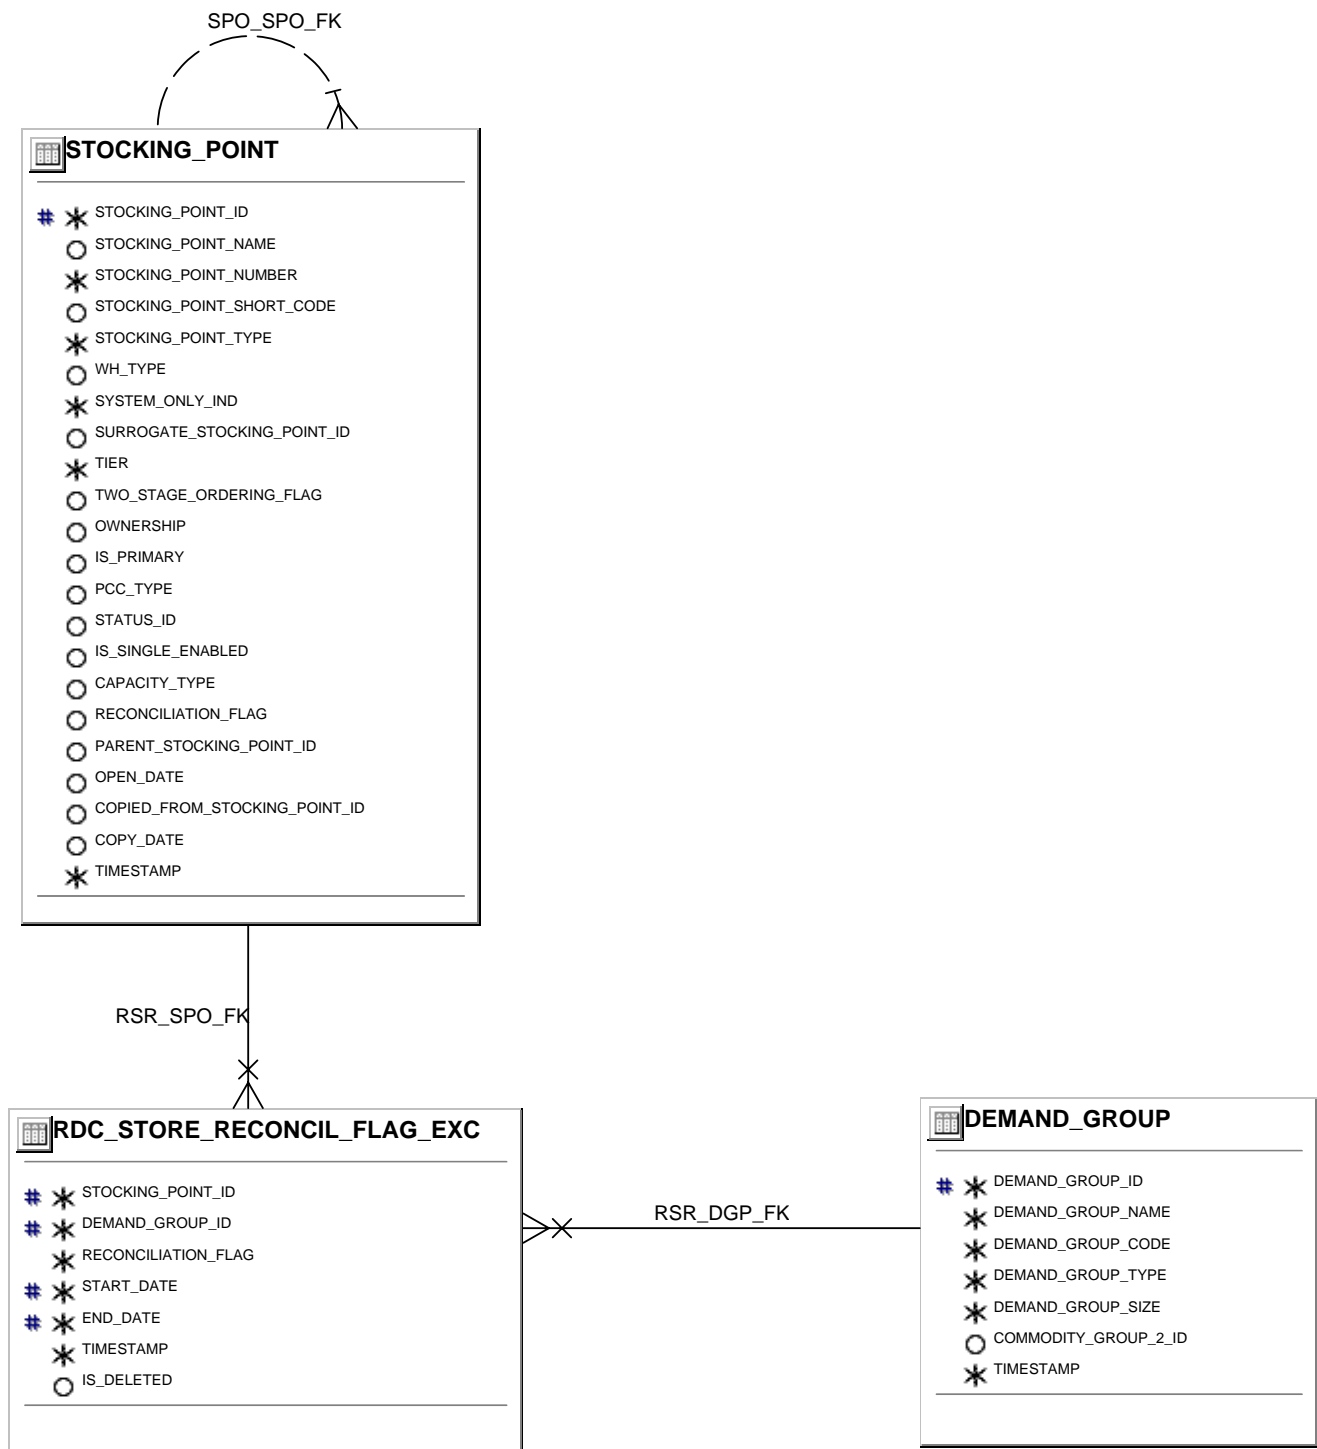 SPO_SPO_FK
STOCKING_POINT
# * STOCKING_POINT_ID
STOCKING_POINT_NAME
* STOCKING_POINT_NUMBER
STOCKING_POINT_SHORT_CODE
* STOCKING_POINT_TYPE
WH_TYPE
* SYSTEM_ONLY_IND
SURROGATE_STOCKING_POINT_ID
* TIER
TWO_STAGE_ORDERING_FLAG
OWNERSHIP
IS_PRIMARY
PCC_TYPE
STATUS_ID
IS_SINGLE_ENABLED
CAPACITY_TYPE
RECONCILIATION_FLAG
PARENT_STOCKING_POINT_ID
OPEN_DATE
COPIED_FROM_STOCKING_POINT_ID
COPY_DATE
* TIMESTAMP
RSR_SPO_FK
RDC_STORE_RECONCIL_FLAG_EXC
# * STOCKING_POINT_ID
# * DEMAND_GROUP_ID
* RECONCILIATION_FLAG
# * START_DATE
# * END_DATE
* TIMESTAMP
IS_DELETED
RSR_DGP_FK
DEMAND_GROUP
# * DEMAND_GROUP_ID
* DEMAND_GROUP_NAME
* DEMAND_GROUP_CODE
* DEMAND_GROUP_TYPE
* DEMAND_GROUP_SIZE
COMMODITY_GROUP_2_ID
* TIMESTAMP